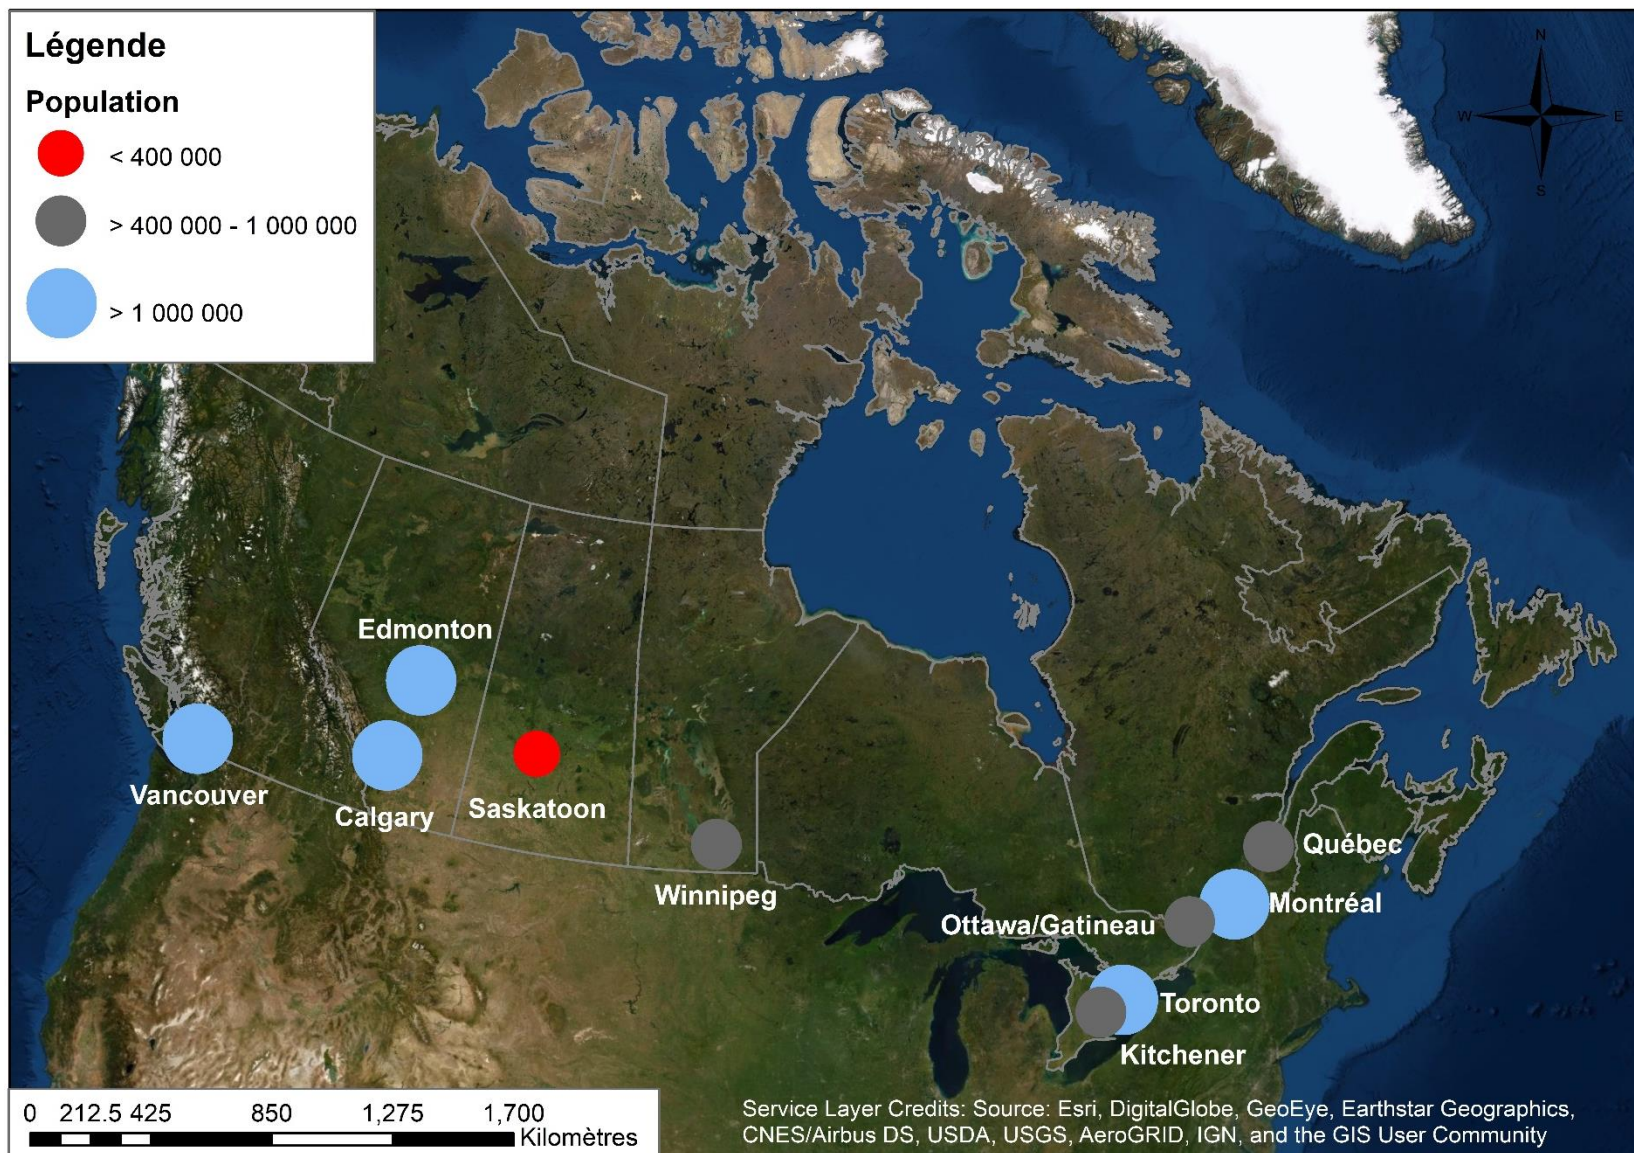 Légende
Population
< 400 000
> 400 000 - 1 000 000
> 1 000 000
N
W
E
S
Edmonton
Vancouver
Calgary
Saskatoon
Winnipeg
Québec
Montréal
Ottawa/Gatineau
Toronto
Kitchener
0 212.5 425 850 1,275 1,700
Kilomètres
Service Layer Credits: Source: Esri, DigitalGlobe, GeoEye, Earthstar Geographics,
CNES/Airbus DS, USDA, USGS, AeroGRID, IGN, and the GIS User Community